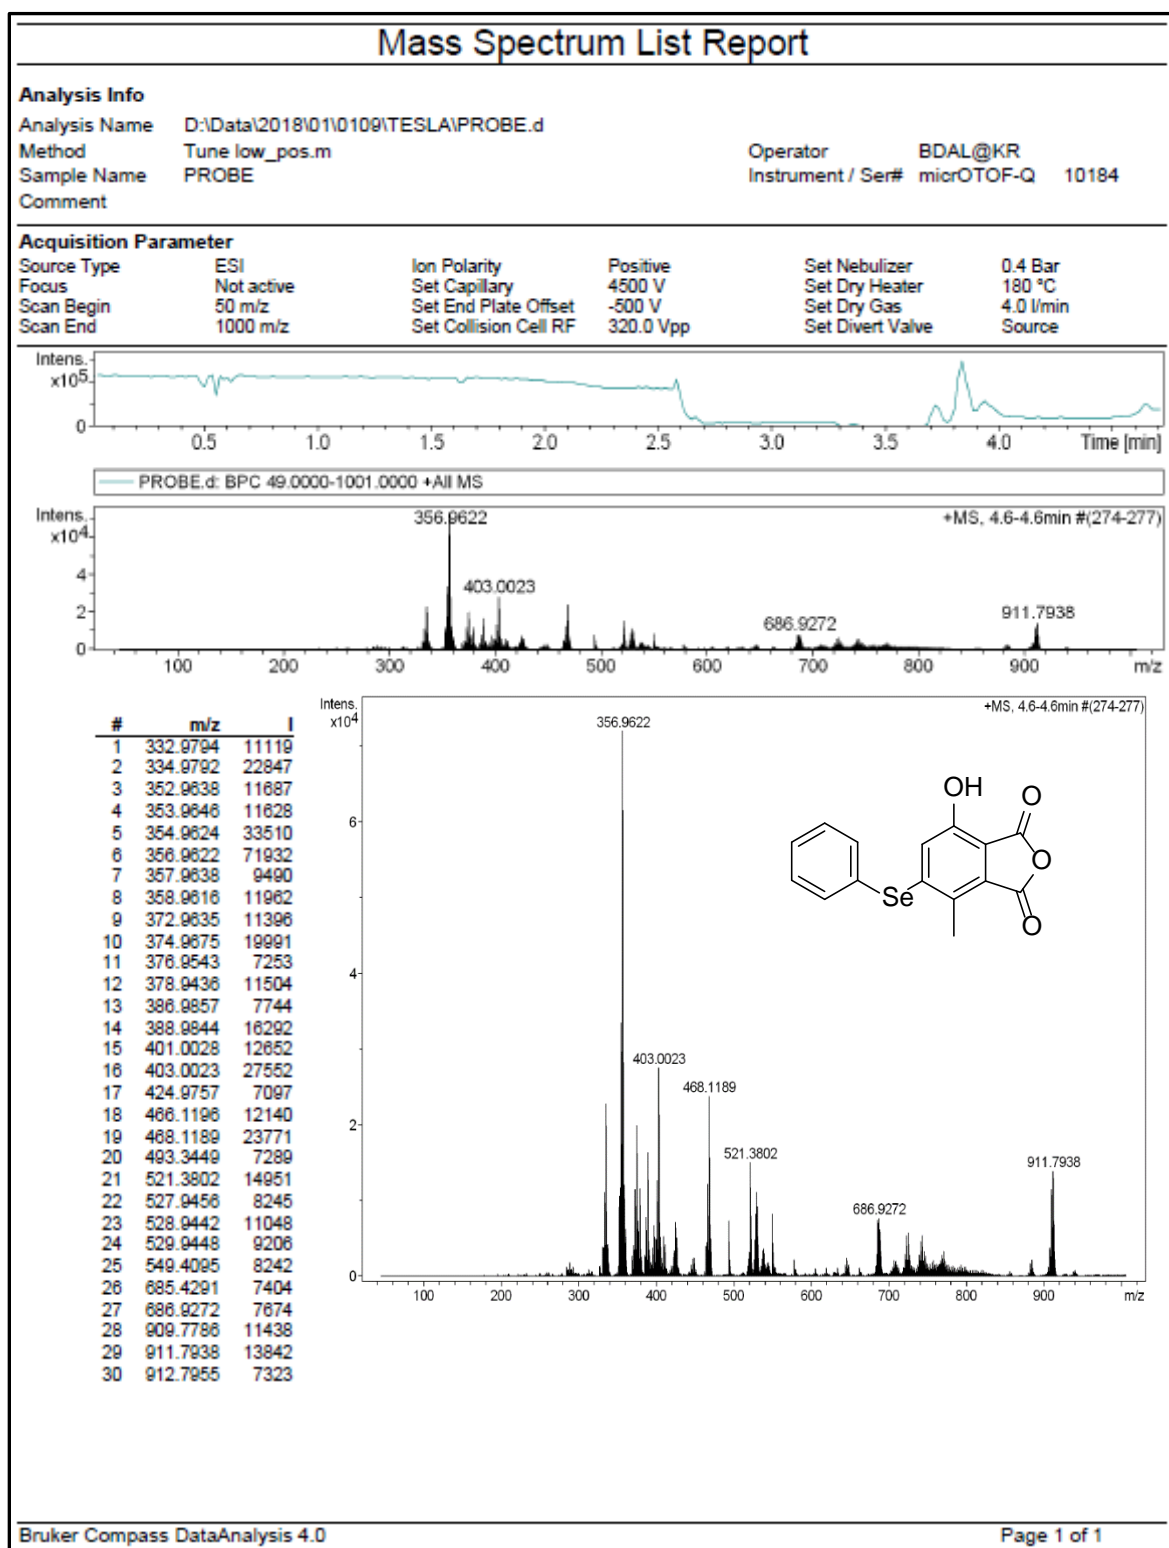 Mass Spectrum List Report
Analysis Info
Analysis Name D:\Data\2018\01\0109\TESLA\PROBE.d
Method Tune low_pos.m Operator BDAL@KR
Sample Name PROBE Instrument / Ser# micrOTOF-Q 10184
Comment
Acquisition Parameter
Source Type ESI Ion Polarity Positive Set Nebulizer 0.4 Bar
Focus Not active Set Capillary 4500 V Set Dry Heater 180 °C
Scan Begin 50 m/z Set End Plate Offset -500 V Set Dry Gas 4.0 l/min
Scan End 1000 m/z Set Collision Cell RF 320.0 Vpp Set Divert Valve Source
Intens.
x10⁵
0
0.5 1.0 1.5 2.0 2.5 3.0 3.5 4.0 Time [min]
PROBE.d: BPC 49.0000-1001.0000 +All MS
Intens. 356.9622 +MS, 4.6-4.6min #(274-277)
x10⁴
4
403.0023
2 686.9272 911.7938
0
100 200 300 400 500 600 700 800 900 m/z
# m/z I
1 332.9794 11119
2 334.9792 22847
3 352.9638 11687
4 353.9646 11628
5 354.9624 33510
6 356.9622 71932
7 357.9638 9490
8 358.9616 11962
9 372.9635 11396
10 374.9675 19991
11 376.9543 7253
12 378.9436 11504
13 386.9857 7744
14 388.9844 16292
15 401.0028 12652
16 403.0023 27552
17 424.9757 7097
18 466.1196 12140
19 468.1189 23771
20 493.3449 7289
21 521.3802 14951
22 527.9456 8245
23 528.9442 11048
24 529.9448 9206
25 549.4095 8242
26 685.4291 7404
27 686.9272 7674
28 909.7786 11438
29 911.7938 13842
30 912.7955 7323
Intens. +MS, 4.6-4.6min #(274-277)
x10⁴
356.9622
OH
O
6
O
Se
O
4
403.0023
468.1189
2
521.3802
911.7938
686.9272
0
100 200 300 400 500 600 700 800 900 m/z
Bruker Compass DataAnalysis 4.0 Page 1 of 1